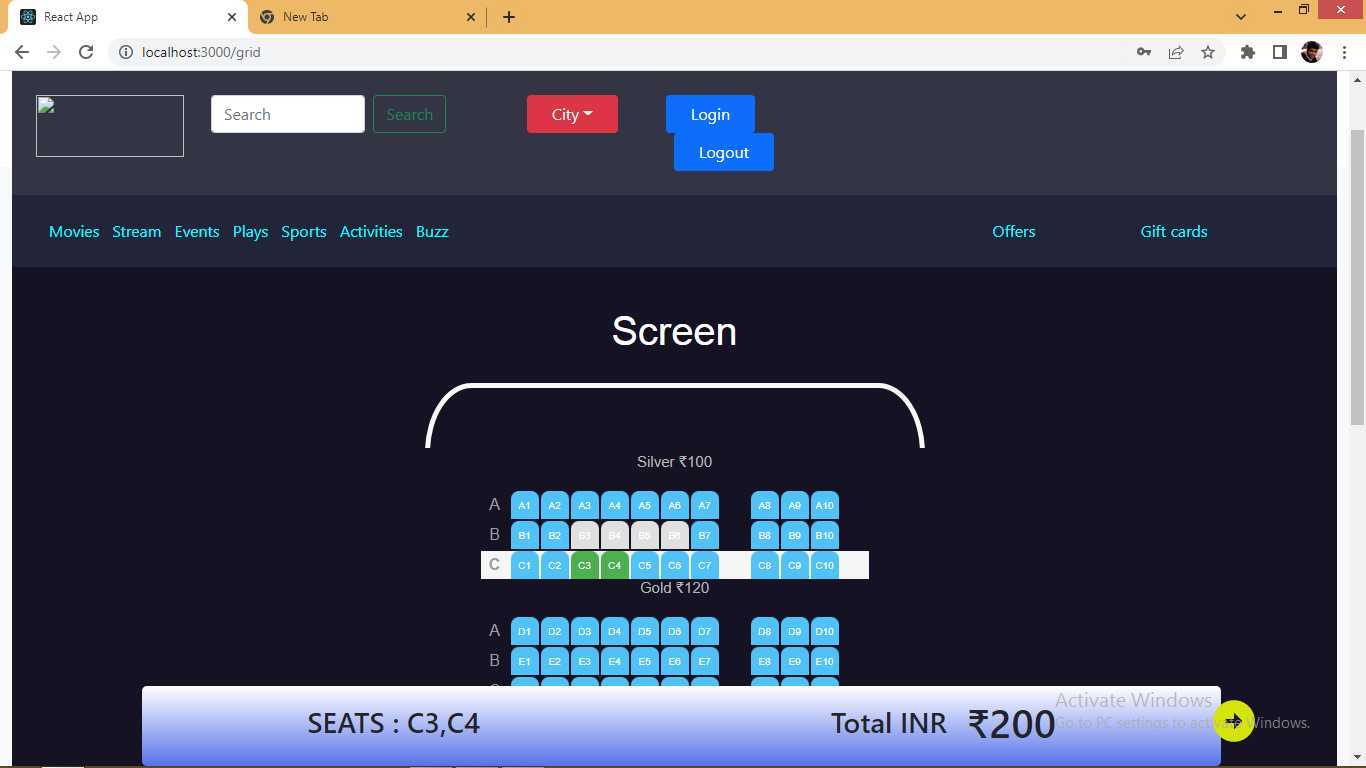 React App
New Tab
localhost:3000/grid
Search Search City Login
Logout
Movies Stream Events Plays Sports Activities Buzz Offers Gift cards
Screen
Silver ₹100
A A1 A2 A3 A4 A5 A6 A7 A8 A9 A10
B B1 B2 B3 B4 B5 B6 B7 B8 B9 B10
C C1 C2 C3 C4 C5 C6 C7 C8 C9 C10
Gold ₹120
A D1 D2 D3 D4 D5 D6 D7 D8 D9 D10
B E1 E2 E3 E4 E5 E6 E7 E8 E9 E10
SEATS : C3,C4 Total INR ₹200
Activate Windows
Go to PC settings to activate Windows.